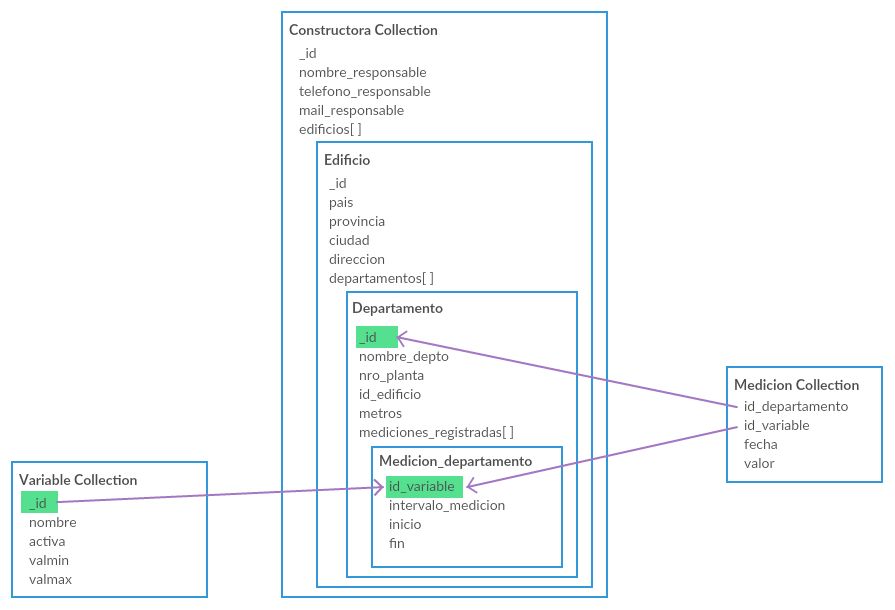 Constructora Collection
_id
nombre_responsable
telefono_responsable
mail_responsable
edificios[ ]
Edificio
_id
pais
provincia
ciudad
direccion
departamentos[ ]
Departamento
_id
nombre_depto
nro_planta
id_edificio
metros
mediciones_registradas[ ]
Medicion_departamento
id_variable
intervalo_medicion
inicio
fin
Variable Collection
_id
nombre
activa
valmin
valmax
Medicion Collection
id_departamento
id_variable
fecha
valor